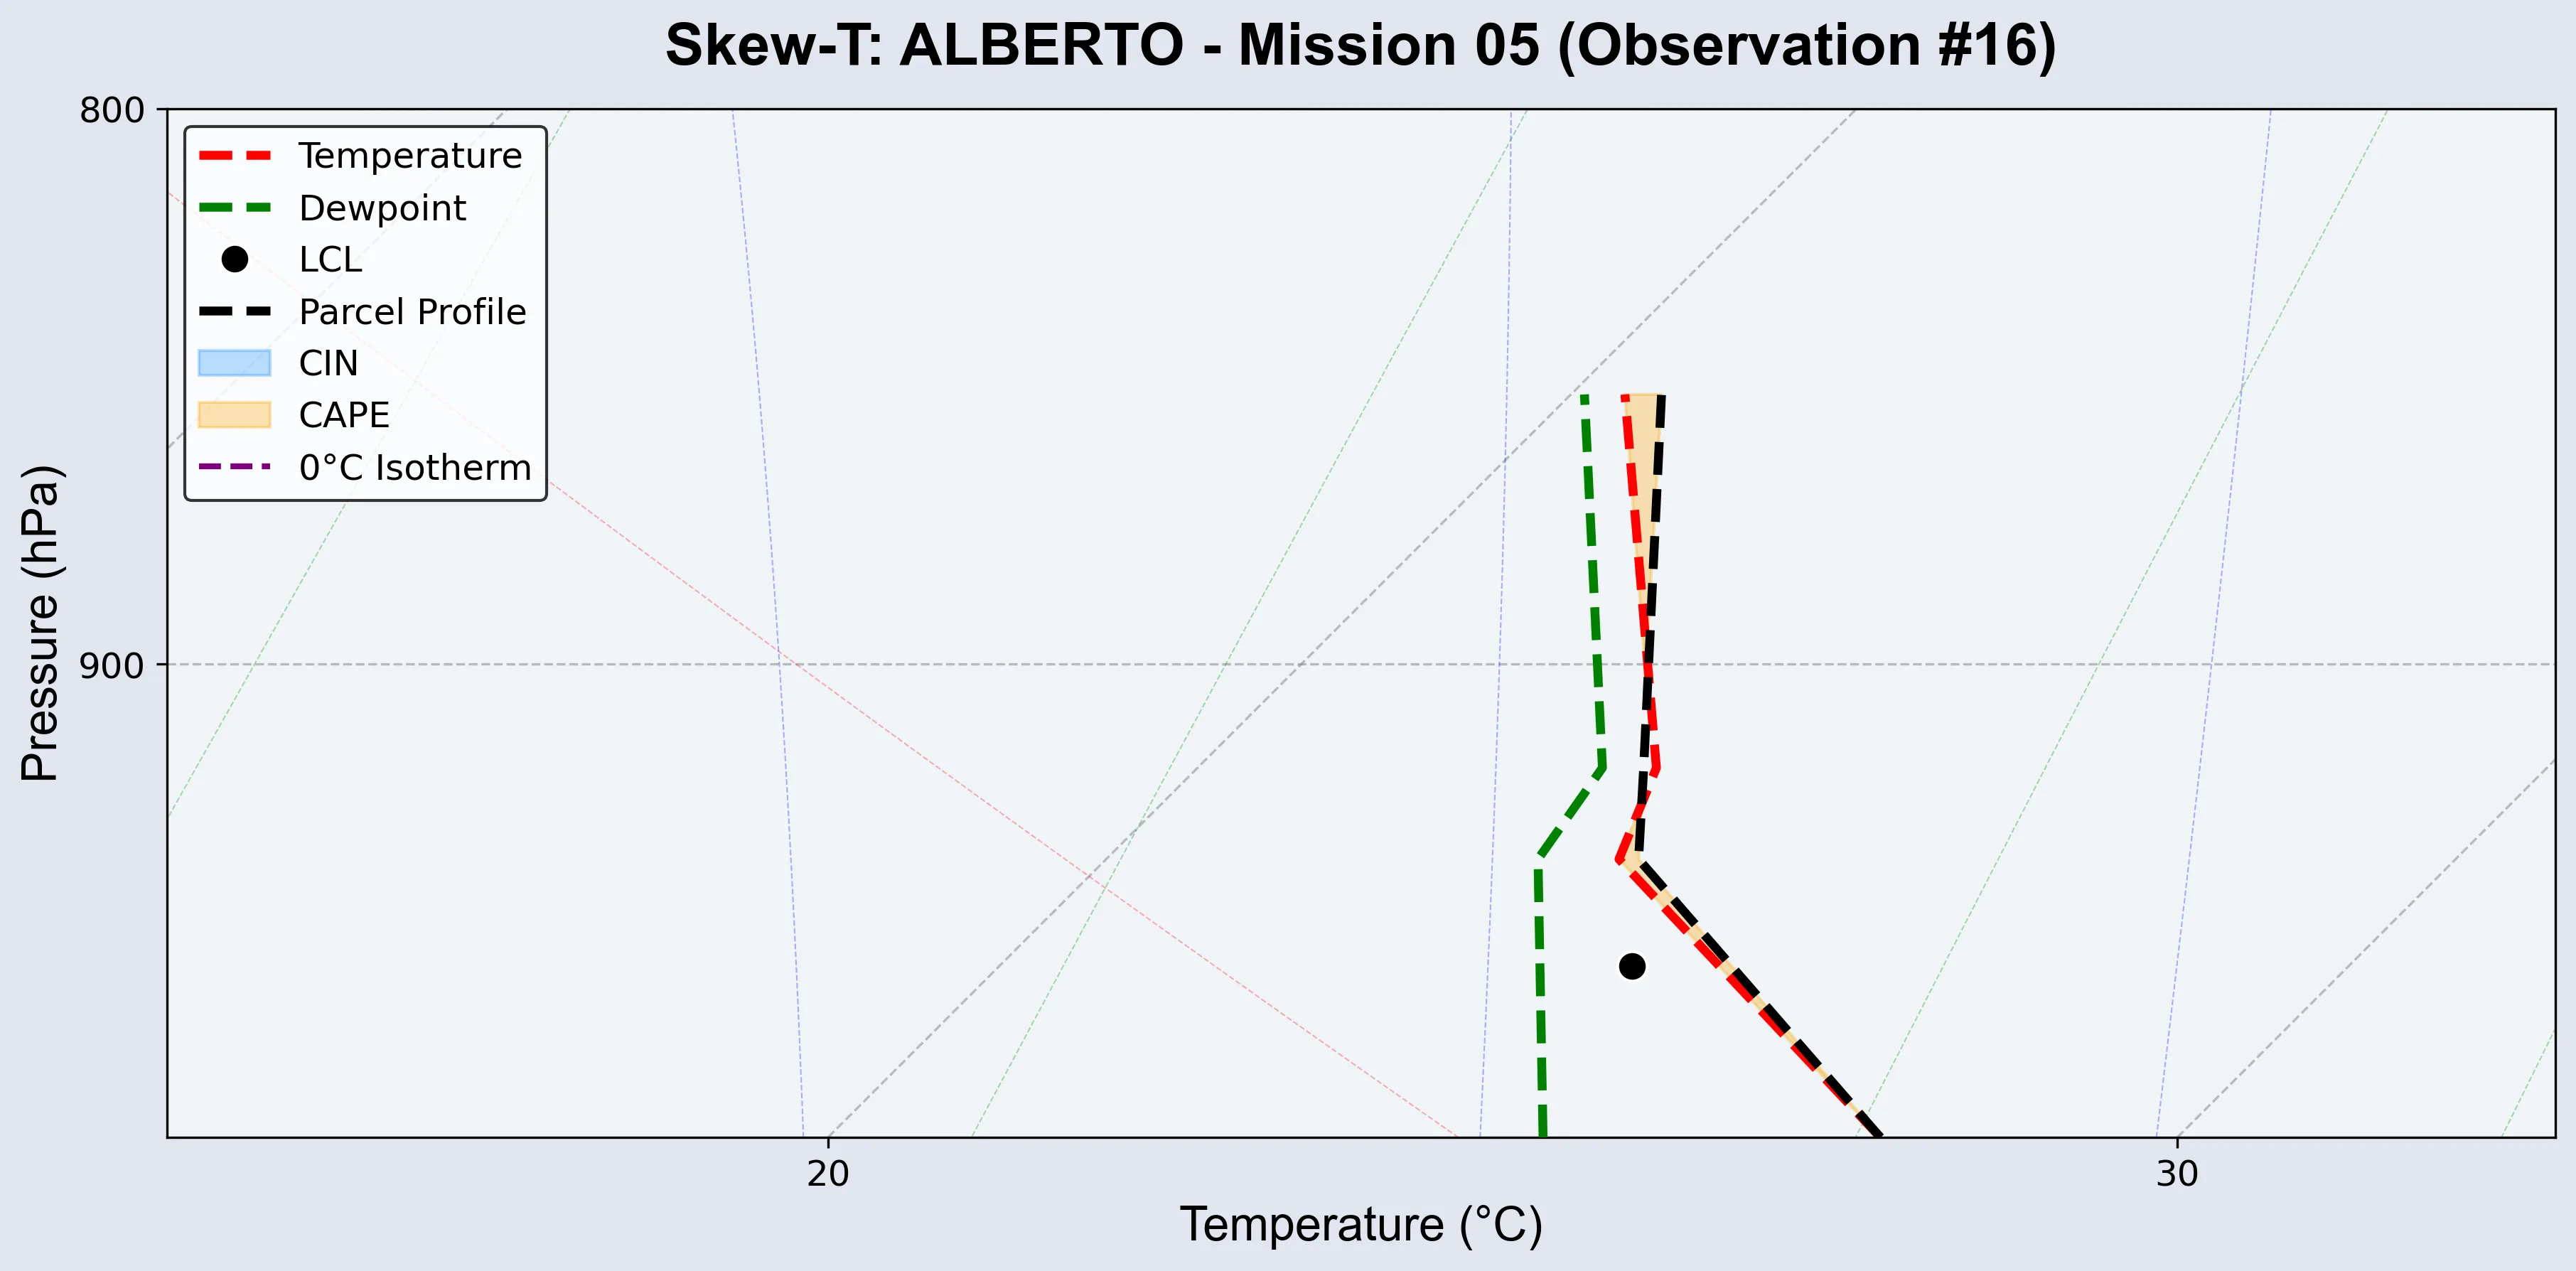 Skew-T: ALBERTO - Mission 05 (Observation #16)
800
Temperature
Dewpoint
LCL
Parcel Profile
CIN
CAPE
0°C Isotherm
Pressure (hPa)
900
20
30
Temperature (°C)